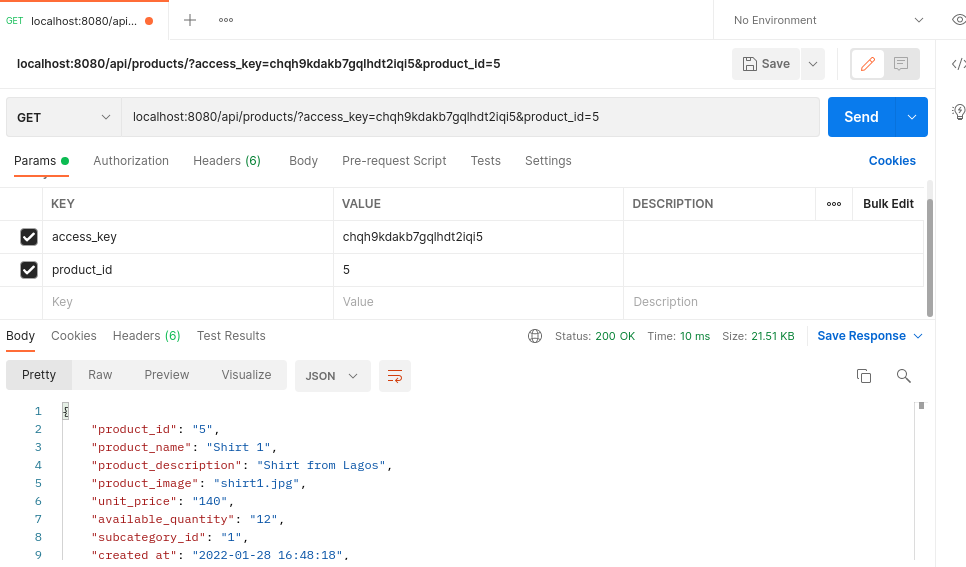 GET localhost:8080/api... No Environment
localhost:8080/api/products/?access_key=chqh9kdakb7gqlhdt2iqi5&product_id=5 Save
GET localhost:8080/api/products/?access_key=chqh9kdakb7gqlhdt2iqi5&product_id=5 Send
Params Authorization Headers (6) Body Pre-request Script Tests Settings Cookies
KEY VALUE DESCRIPTION Bulk Edit
access_key chqh9kdakb7gqlhdt2iqi5
product_id 5
Key Value Description
Body Cookies Headers (6) Test Results Status: 200 OK Time: 10 ms Size: 21.51 KB Save Response
Pretty Raw Preview Visualize JSON
1 {
2 "product_id": "5",
3 "product_name": "Shirt 1",
4 "product_description": "Shirt from Lagos",
5 "product_image": "shirt1.jpg",
6 "unit_price": "140",
7 "available_quantity": "12",
8 "subcategory_id": "1",
9 "created_at": "2022-01-28 16:48:18",